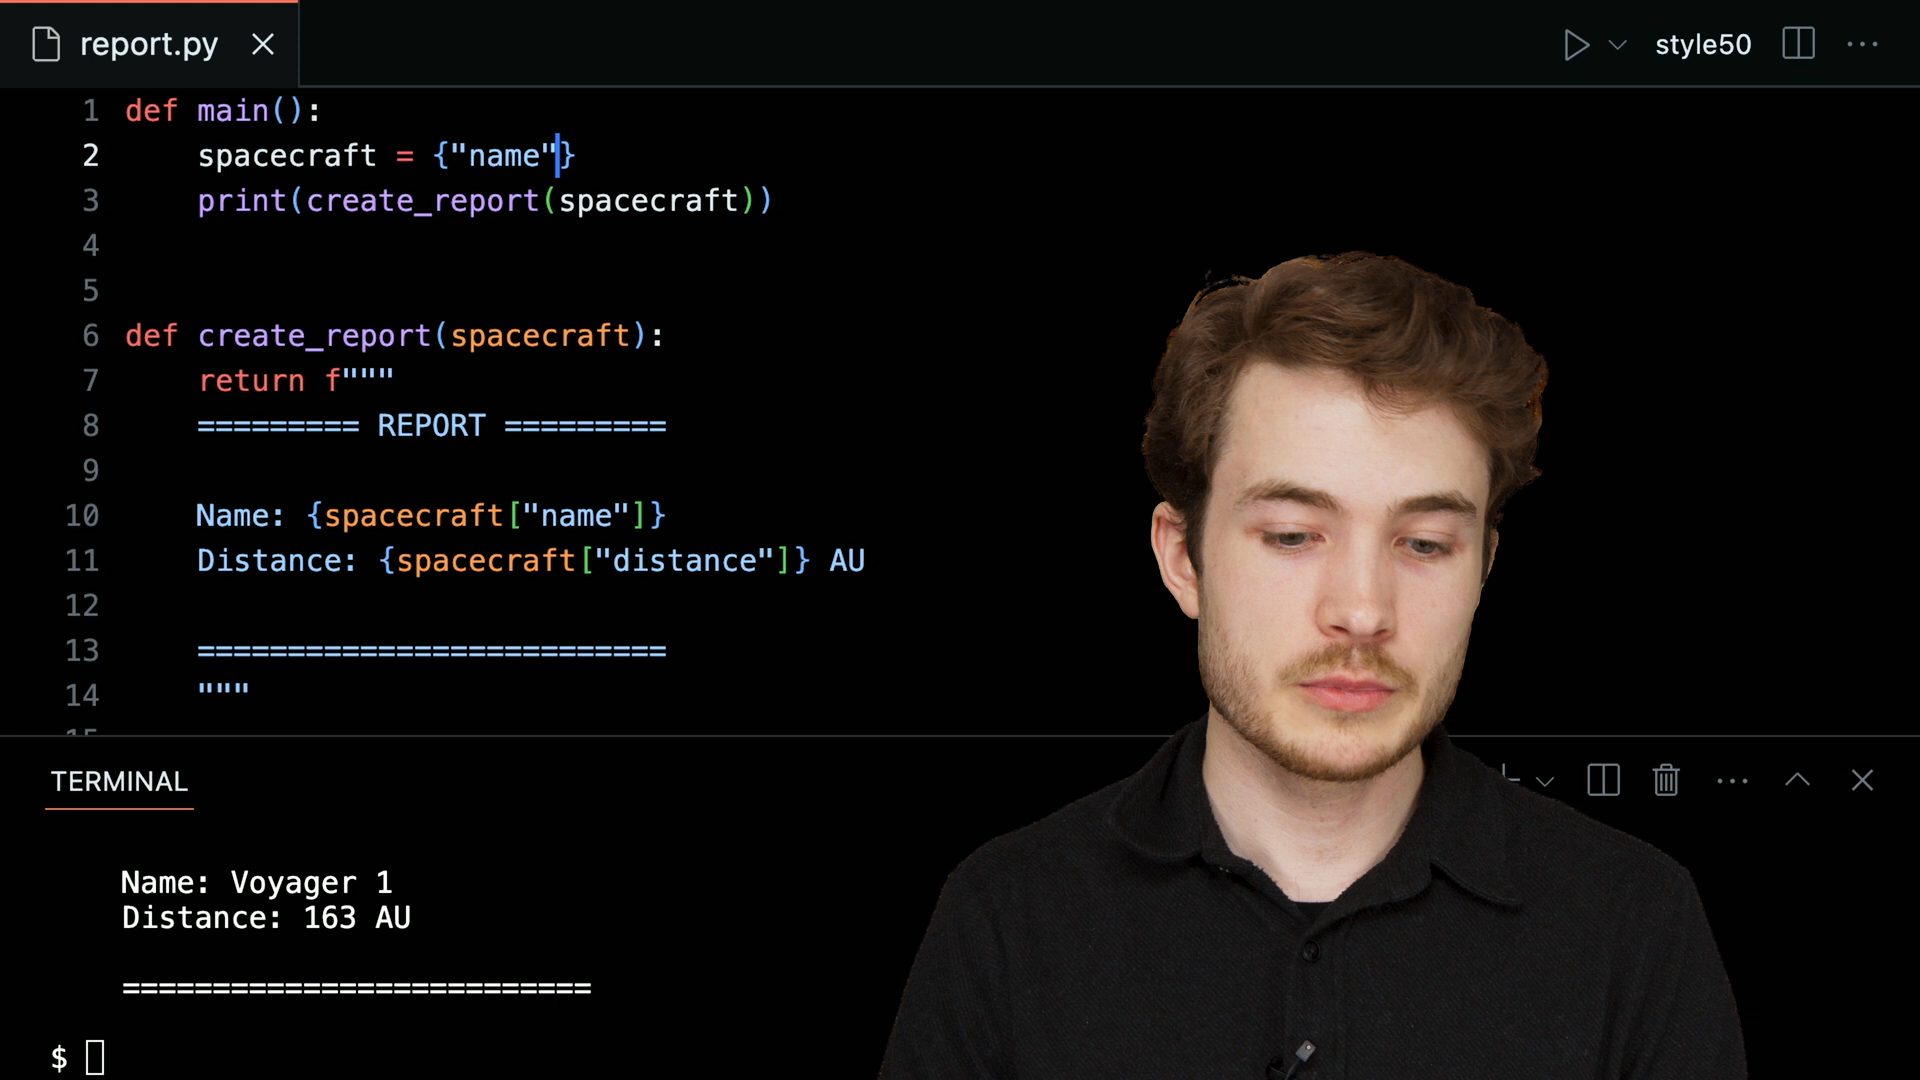 report.py
style50
1 def main():
2 spacecraft = {"name"}
3 print(create_report(spacecraft))
4
5
6 def create_report(spacecraft):
7 return f"""
8 ========= REPORT =========
9
10 Name: {spacecraft["name"]}
11 Distance: {spacecraft["distance"]} AU
12
13 ==========================
14 """
15
TERMINAL
Name: Voyager 1
Distance: 163 AU
==========================
$